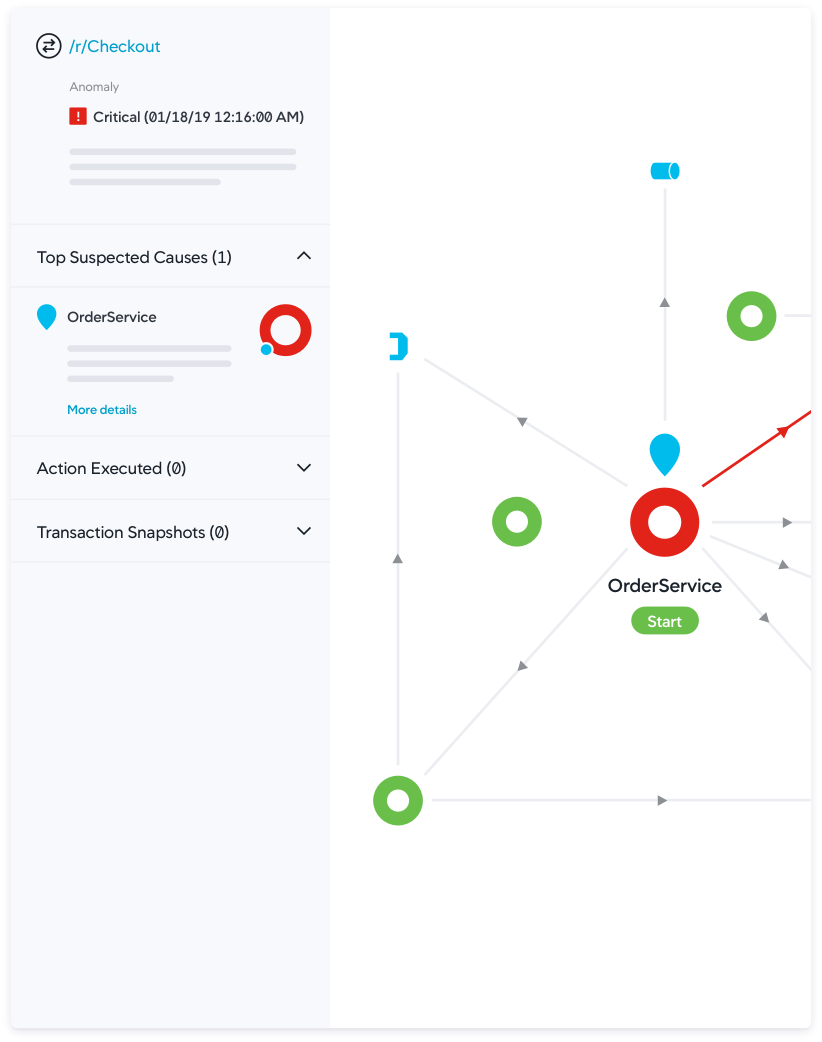 /r/Checkout
Anomaly
! Critical (01/18/19 12:16:00 AM)
Top Suspected Causes (1)
OrderService
More details
Action Executed (0)
Transaction Snapshots (0)
OrderService
Start